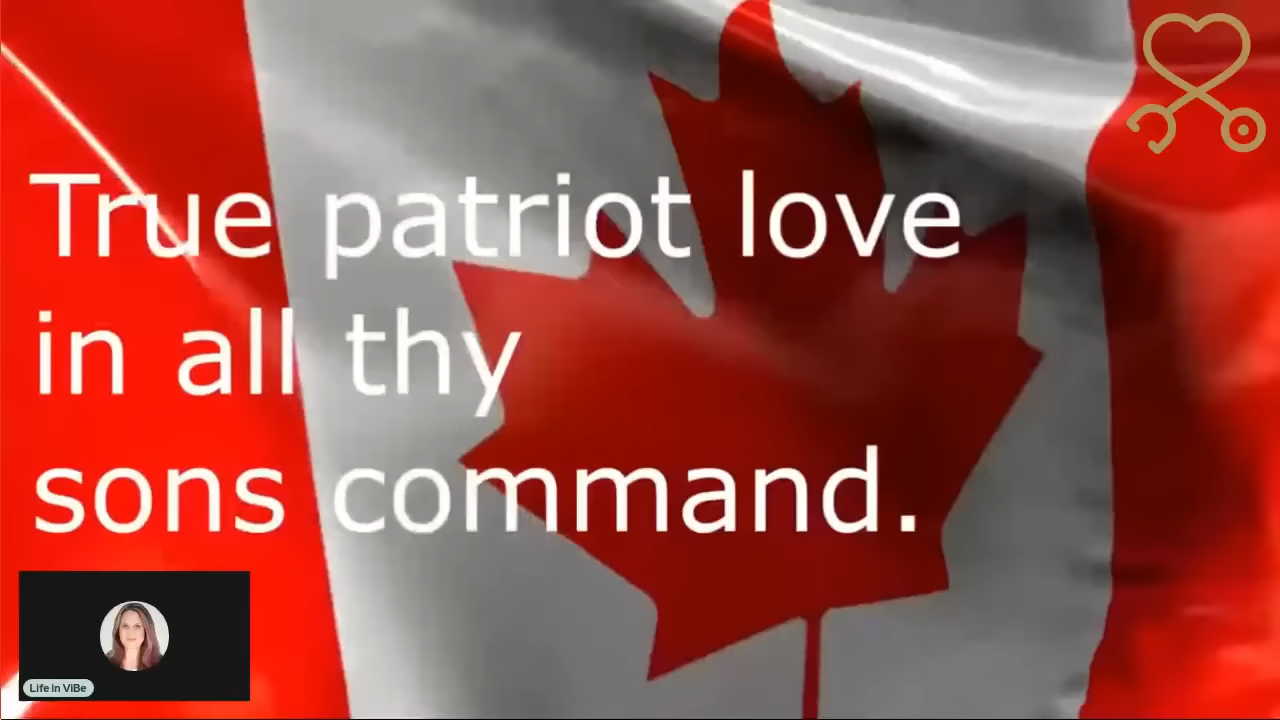 True patriot love
in all thy
sons command.
Life in VIBe